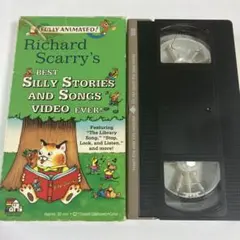 FULLY ANIMATED!
Richard
Scarry's
BEST
SILLY STORIES
AND SONGS
VIDEO EVER!
Featuring
"The Library
Song," "Stop,
Look, and Listen,"
and more!